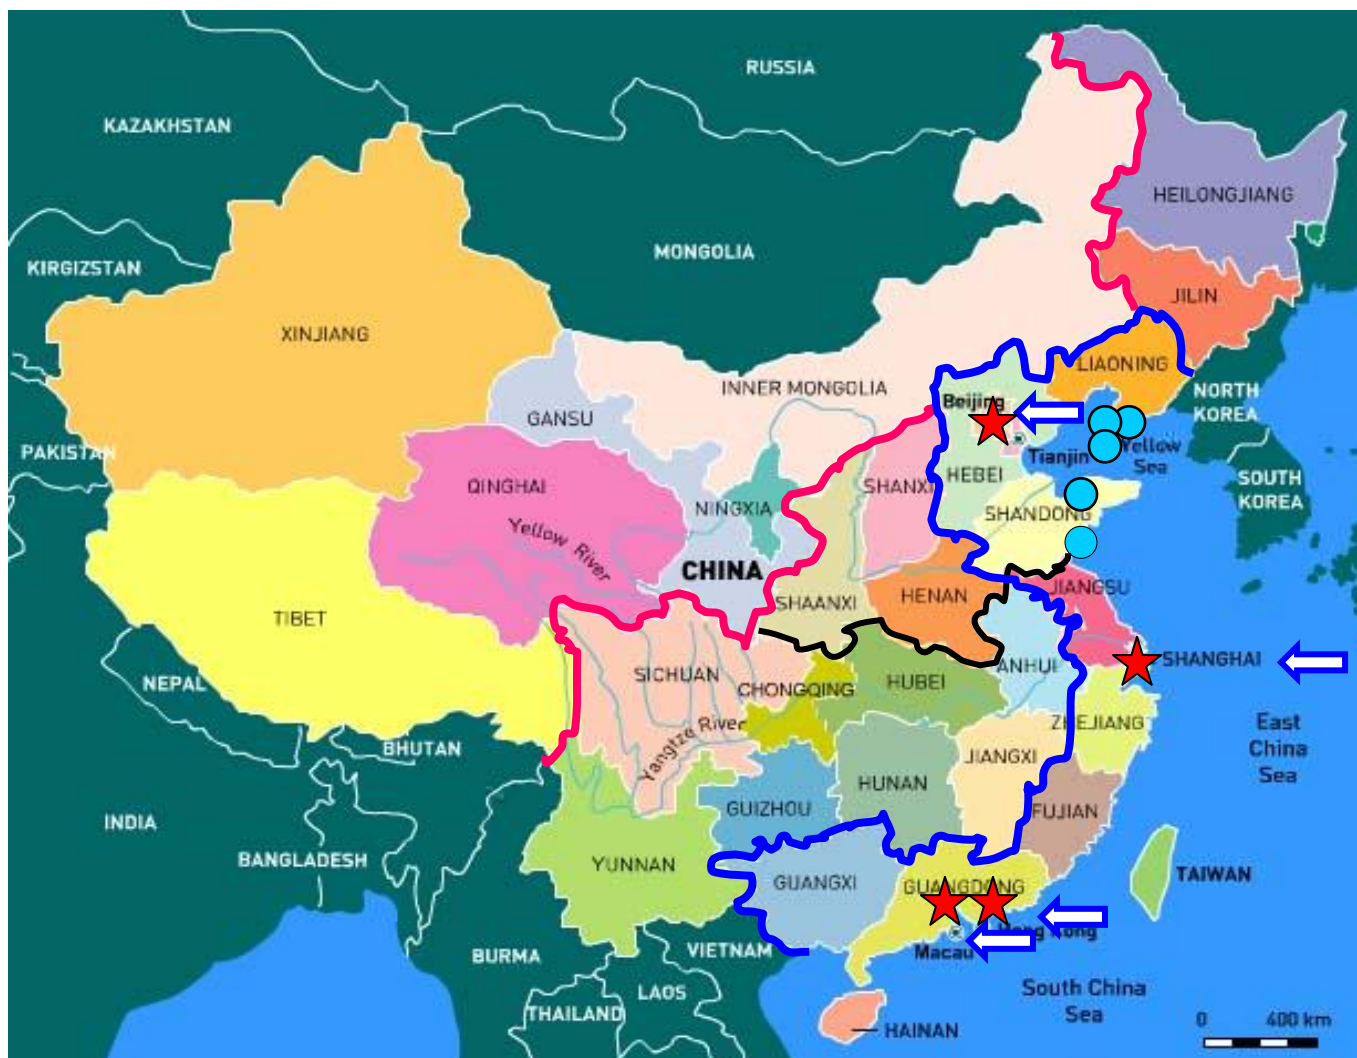 RUSSIA
KAZAKHSTAN
HEILONGJIANG
MONGOLIA
KIRGIZSTAN
JILIN
XINJIANG
LIAONING
INNER MONGOLIA
NORTH
KOREA
Beijing
GANSU
PAKISTAN
Yellow
Sea
Tianjin
HEBEI
SHANXI
QINGHAI
SOUTH
KOREA
NINGXIA
SHANDONG
Yellow River
CHINA
JIANGSU
HENAN
SHAANXI
TIBET
SHANGHAI
ANHUI
SICHUAN
HUBEI
CHONGQING
NEPAL
ZHEJIANG
East
China
Sea
Yangtze River
BHUTAN
JIANGXI
HUNAN
GUIZHOU
FUJIAN
INDIA
BANGLADESH
YUNNAN
TAIWAN
GUANGXI
GUANGDONG
Hong Kong
Macau
VIETNAM
BURMA
LAOS
South China
Sea
THAILAND
HAINAN
0 400 km